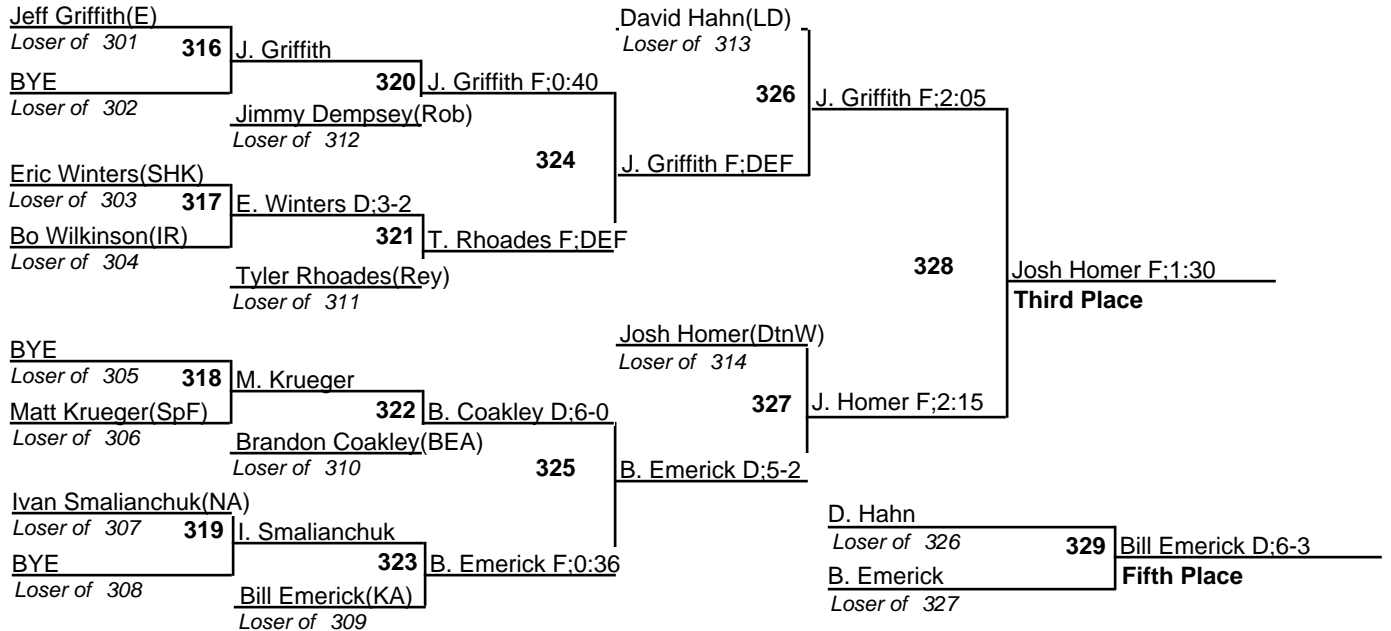 Jeff Griffith(E)
Loser of 301
316
J. Griffith
BYE
Loser of 302
320
J. Griffith F;0:40
Jimmy Dempsey(Rob)
Loser of 312
Eric Winters(SHK)
Loser of 303
317
E. Winters D;3-2
Bo Wilkinson(IR)
Loser of 304
321
T. Rhoades F;DEF
Tyler Rhoades(Rey)
Loser of 311
324
J. Griffith F;DEF
David Hahn(LD)
Loser of 313
326
J. Griffith F;2:05
BYE
Loser of 305
318
M. Krueger
Matt Krueger(SpF)
Loser of 306
322
B. Coakley D;6-0
Brandon Coakley(BEA)
Loser of 310
Ivan Smalianchuk(NA)
Loser of 307
319
I. Smalianchuk
BYE
Loser of 308
323
B. Emerick F;0:36
Bill Emerick(KA)
Loser of 309
325
B. Emerick D;5-2
Josh Homer(DtnW)
Loser of 314
327
J. Homer F;2:15
328
Josh Homer F;1:30
Third Place
D. Hahn
Loser of 326
329
Bill Emerick D;6-3
B. Emerick
Fifth Place
Loser of 327